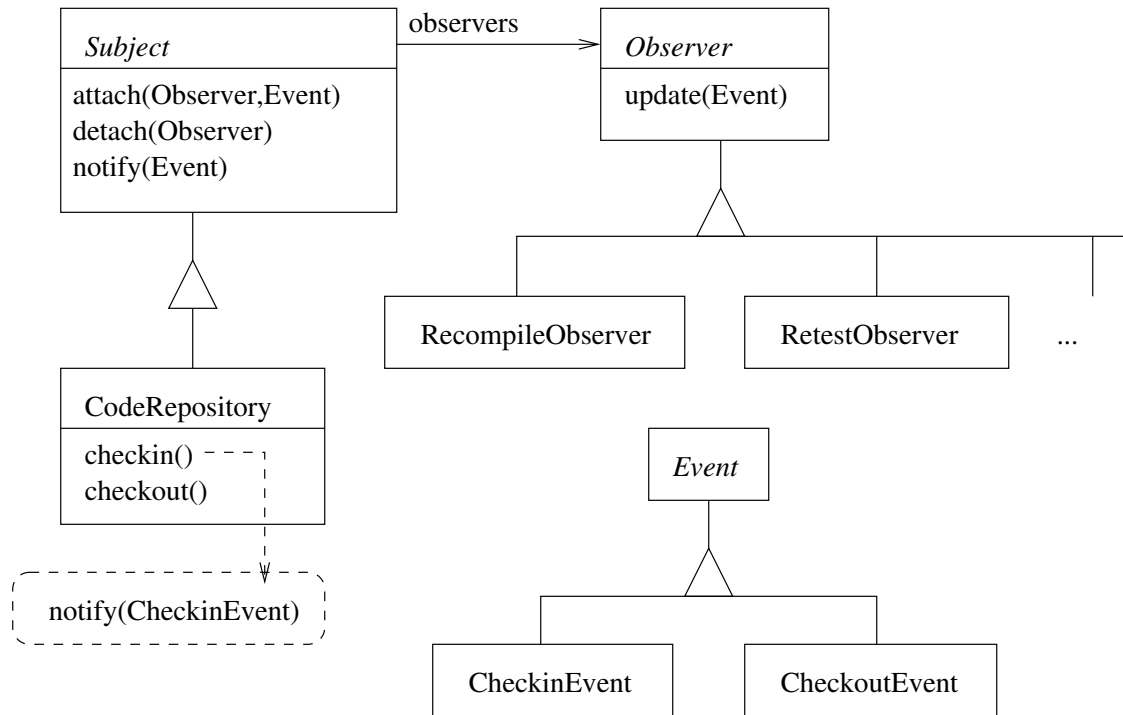 observers
Subject
attach(Observer,Event)
detach(Observer)
notify(Event)
Observer
update(Event)
RecompileObserver
RetestObserver
...
CodeRepository
checkin()
checkout()
notify(CheckinEvent)
Event
CheckinEvent
CheckoutEvent